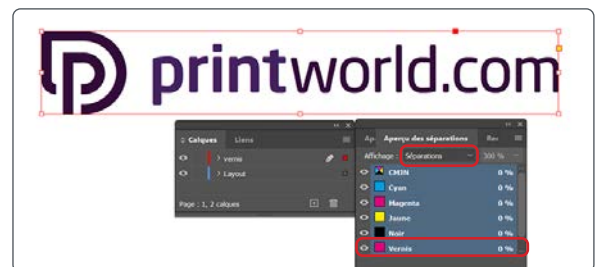 printworld.com
Calques Liens
vernis
Layout
Page : 1, 2 calques
Ap Aperçu des séparations Rec
Affichage : Séparations 300 %
CMJN 0 %
Cyan 0 %
Magenta 0 %
Jaune 0 %
Noir 0 %
Vernis 0 %